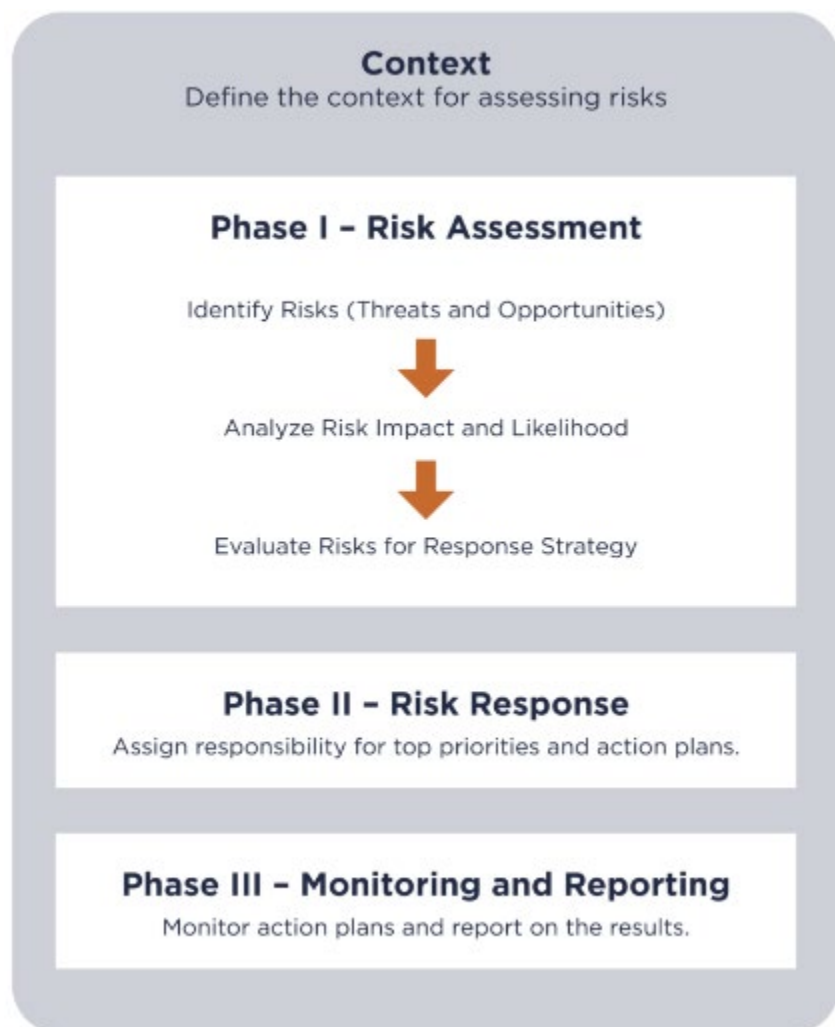 Context
Define the context for assessing risks
Phase I – Risk Assessment
Identify Risks (Threats and Opportunities)
Analyze Risk Impact and Likelihood
Evaluate Risks for Response Strategy
Phase II – Risk Response
Assign responsibility for top priorities and action plans.
Phase III – Monitoring and Reporting
Monitor action plans and report on the results.